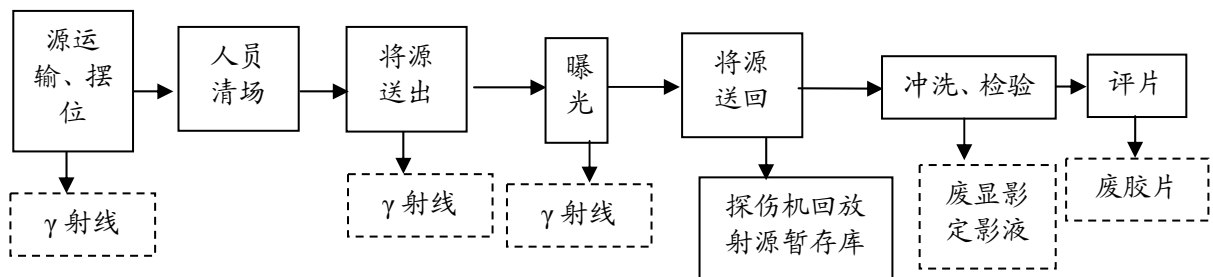 源运
输、摆
位
人员
清场
将源
送出
曝
光
将源
送回
冲洗、检验
评片
γ射线
γ射线
γ射线
探伤机回放
射源暂存库
废显影
定影液
废胶片